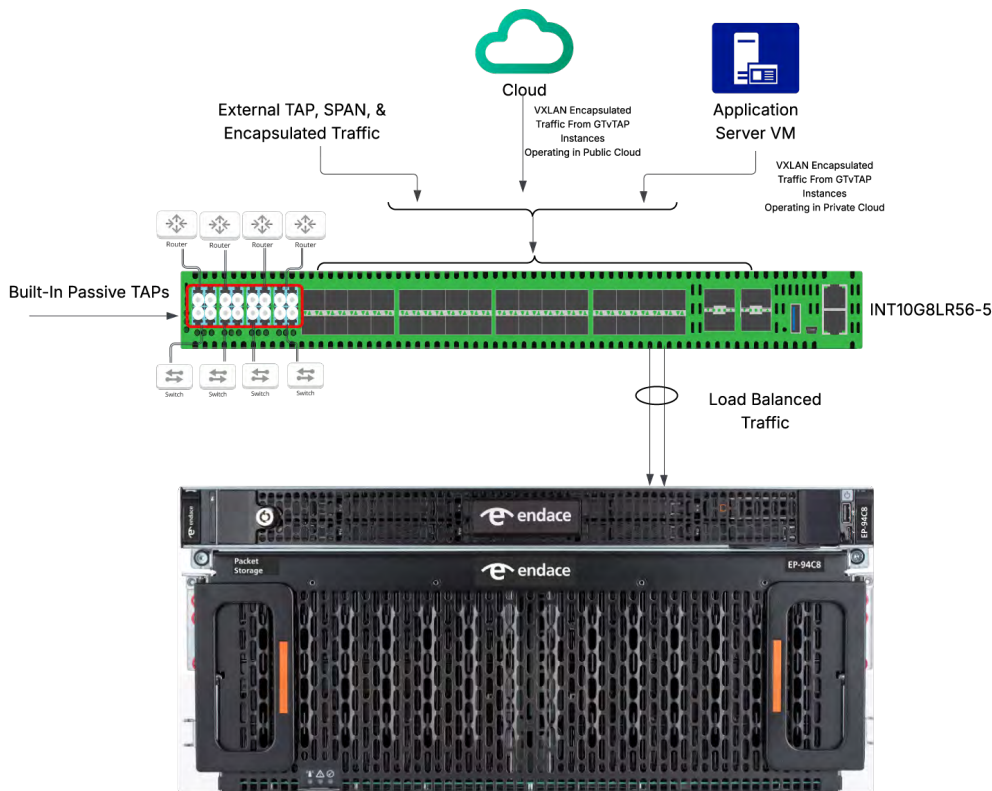 Cloud
External TAP, SPAN, &
Encapsulated Traffic
VXLAN Encapsulated
Traffic From GTvTAP
Instances
Operating in Public Cloud
Application
Server VM
VXLAN Encapsulated
Traffic From GTvTAP
Instances
Operating in Private Cloud
Router
Router
Router
Router
Built-In Passive TAPs
INT10G8LR56-5
Switch
Switch
Switch
Switch
Load Balanced
Traffic
endace
endace
EP-94C8
Packet
Storage
endace
EP-94C8